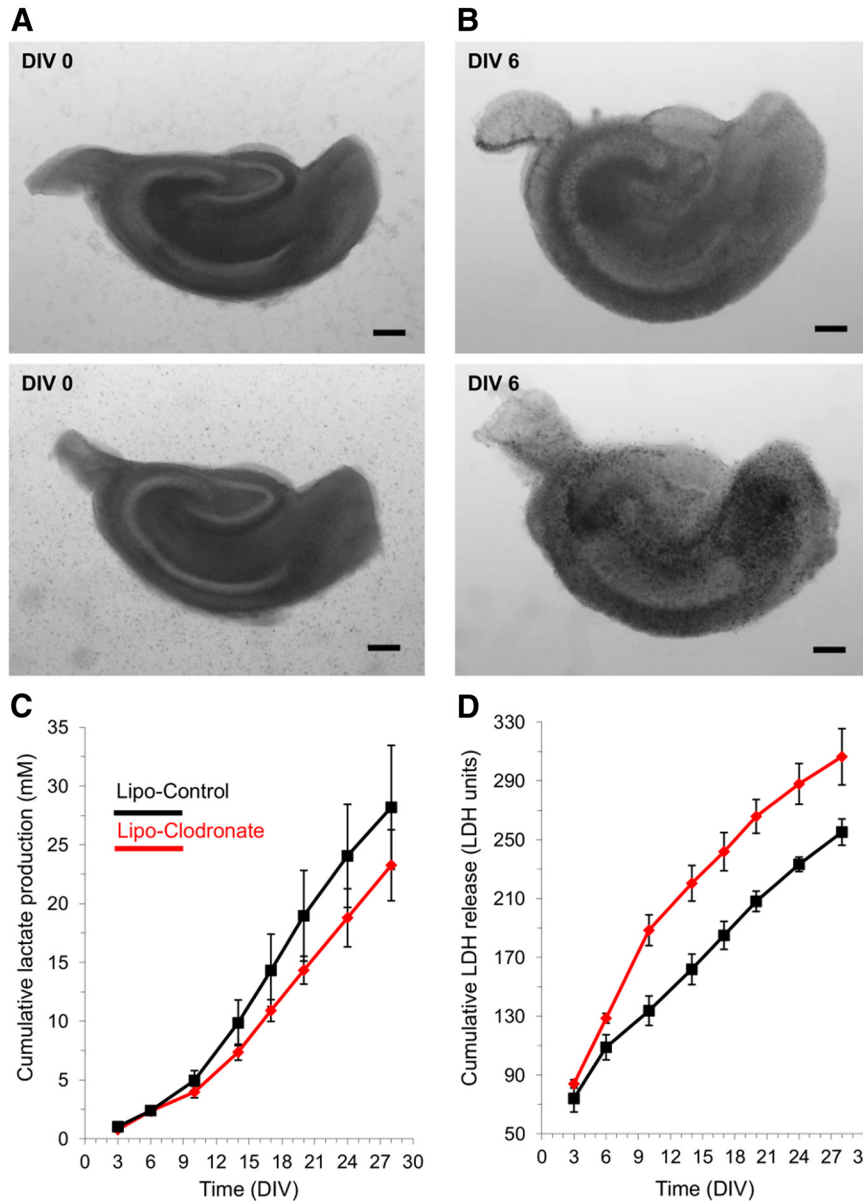 A
B
DIV 0
DIV 6
DIV 0
DIV 6
C
D
Cumulative lactate production (mM)
35
30
25
20
15
10
5
0
Lipo-Control
Lipo-Clodronate
0 3 6 9 12 15 18 21 24 27 30
Time (DIV)
Cumulative LDH release (LDH units)
330
290
250
210
170
130
90
50
0 3 6 9 12 15 18 21 24 27 3
Time (DIV)